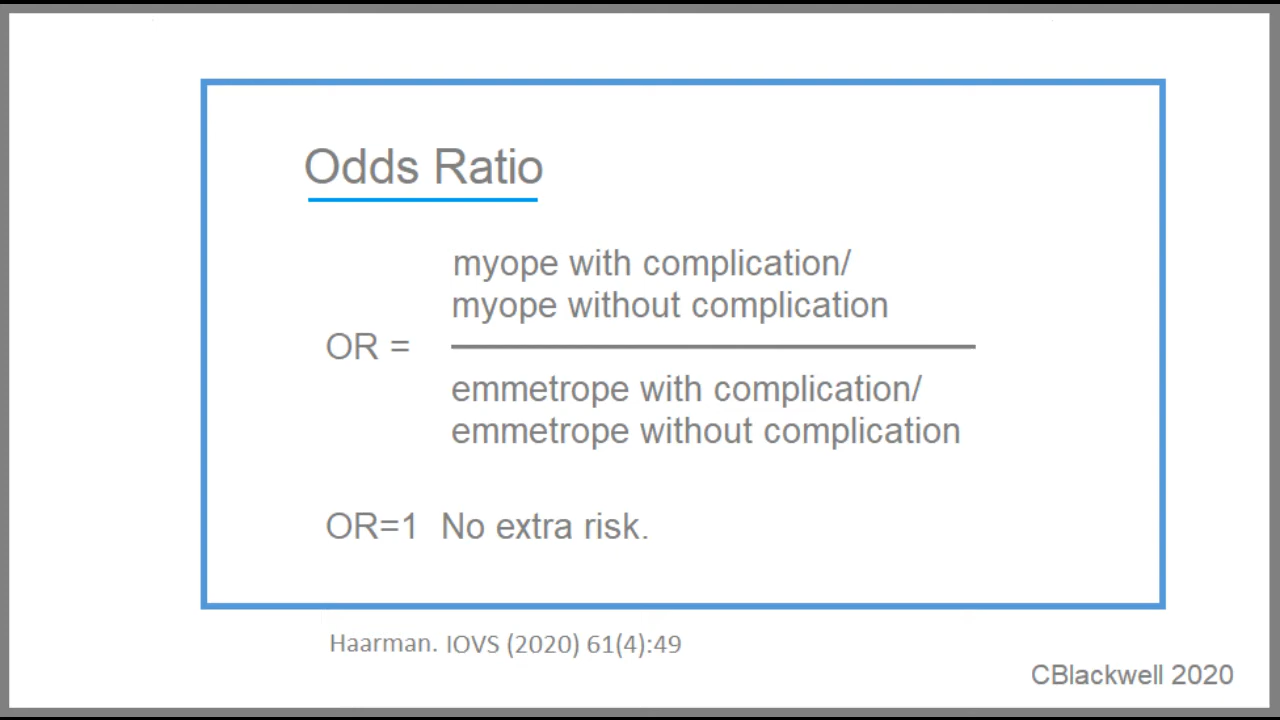 Odds Ratio
myope with complication/
myope without complication
OR =
emmetrope with complication/
emmetrope without complication
OR=1 No extra risk.
Haarman. IOVS (2020) 61(4):49
CBlackwell 2020